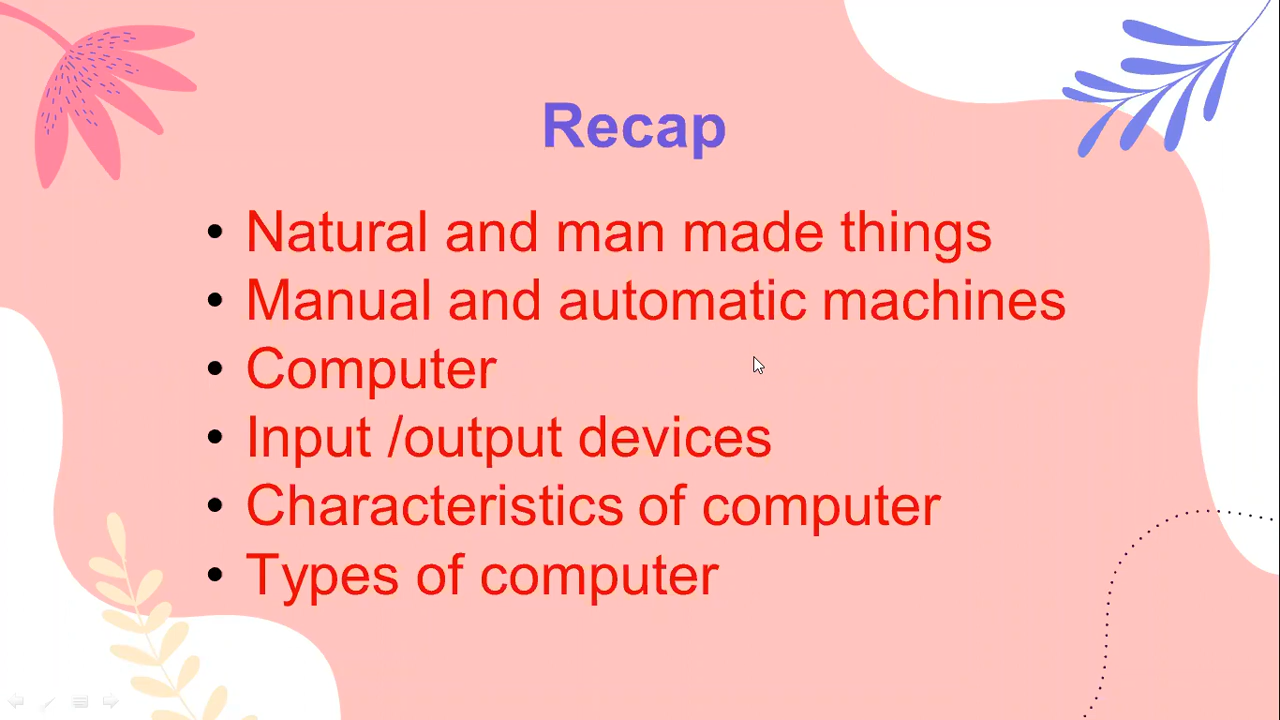 Recap
• Natural and man made things
• Manual and automatic machines
• Computer
• Input /output devices
• Characteristics of computer
• Types of computer